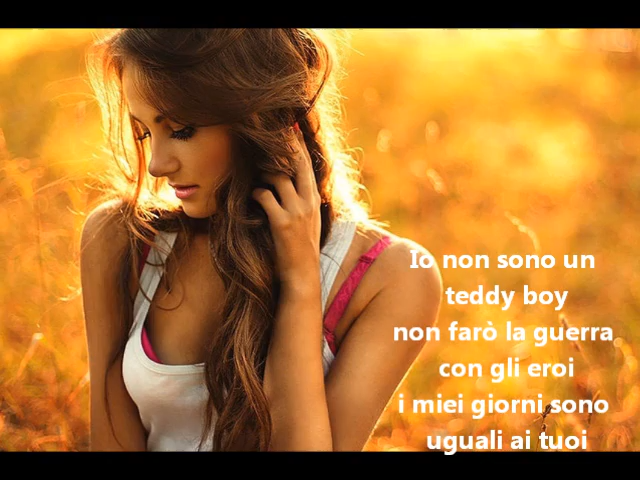 Io non sono un
teddy boy
non farò la guerra
con gli eroi
i miei giorni sono
uguali ai tuoi